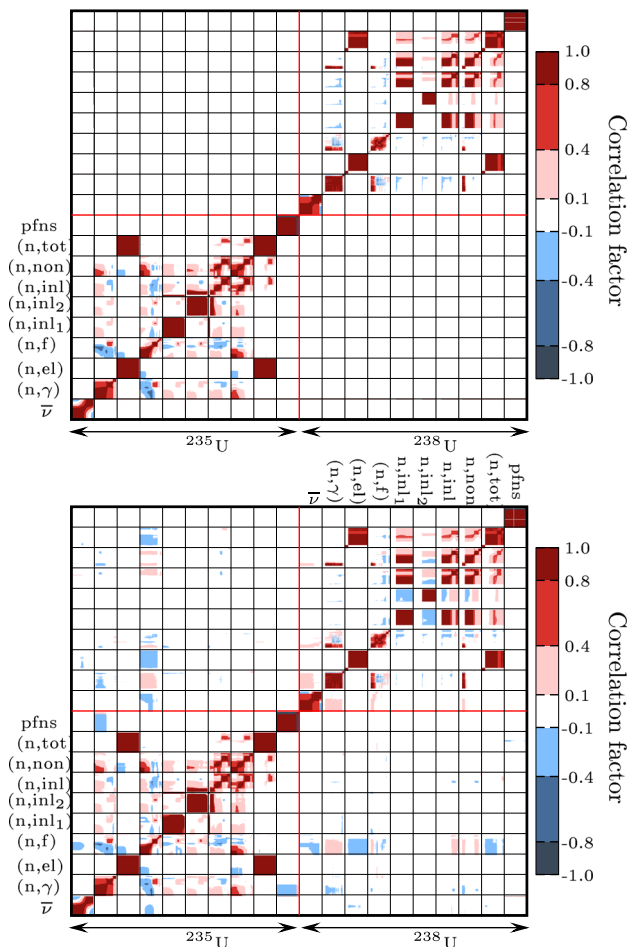 1.0
0.8
0.4
0.1
-0.1
-0.4
-0.8
-1.0
Correlation factor
pfns
(n,tot
(n,non)
(n,inl)
(n,inl₂)
(n,inl₁)
(n,f)
(n,el)
(n,γ)
ν̅
²³⁵U
²³⁸U
ν̅
(n,γ)
(n,el)
(n,f)
n,inl₁
n,inl₂
n,inl
n,non
(n,tot
pfns
1.0
0.8
0.4
0.1
-0.1
-0.4
-0.8
-1.0
Correlation factor
pfns
(n,tot)
(n,non)
(n,inl)
(n,inl₂)
(n,inl₁)
(n,f)
(n,el)
(n,γ)
ν̅
²³⁵U
²³⁸U